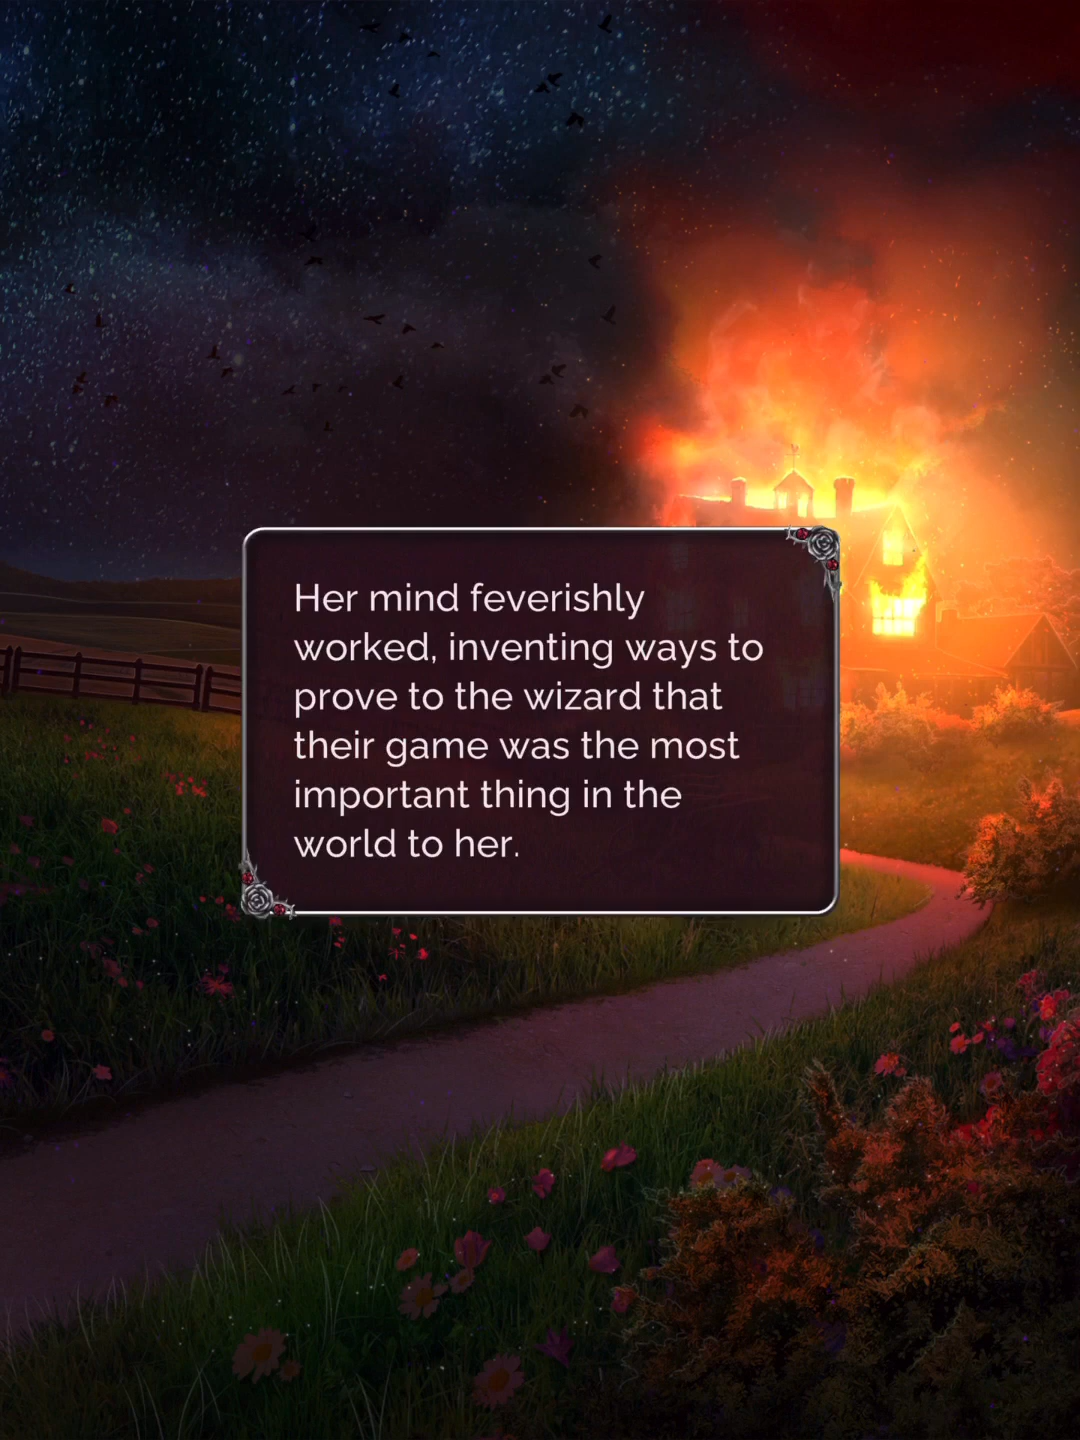 Her mind feverishly
worked, inventing ways to
prove to the wizard that
their game was the most
important thing in the
world to her.